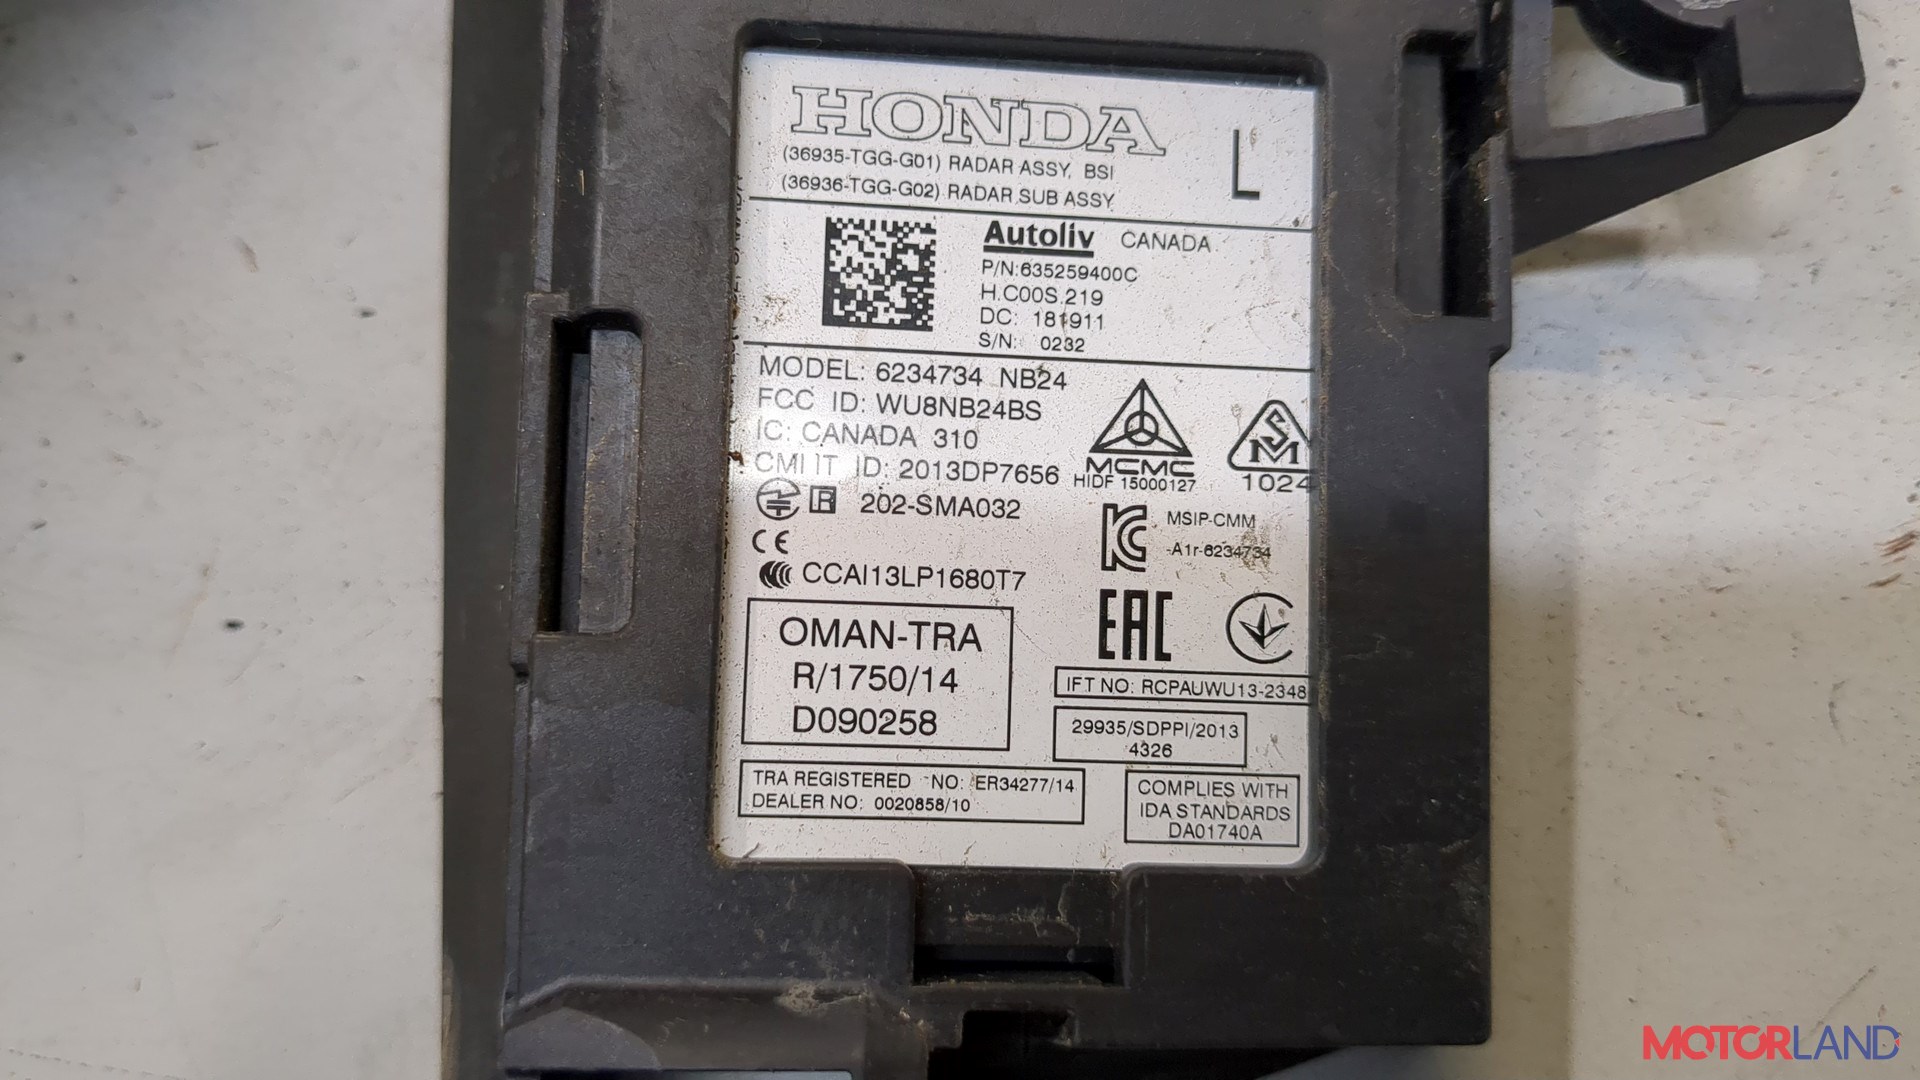 HONDA
(36935-TGG-G01) RADAR ASSY, BSI
(36936-TGG-G02) RADAR SUB ASSY
L
Autoliv CANADA
P/N:635259400C
H.C00S.219
DC: 181911
S/N: 0232
MODEL: 6234734 NB24
FCC ID: WU8NB24BS
IC: CANADA 310
CMIIT ID: 2013DP7656
MCMC
HIDF 15000127
SM
1024
R 202-SMA032
KC
MSIP-CMM
-A1r-6234734
CE
CCAI13LP1680T7
EAC
OMAN-TRA
R/1750/14
D090258
IFT NO: RCPAUWU13-2348
29935/SDPPI/2013
4326
TRA REGISTERED NO: ER34277/14
DEALER NO: 0020858/10
COMPLIES WITH
IDA STANDARDS
DA01740A
MOTORLAND